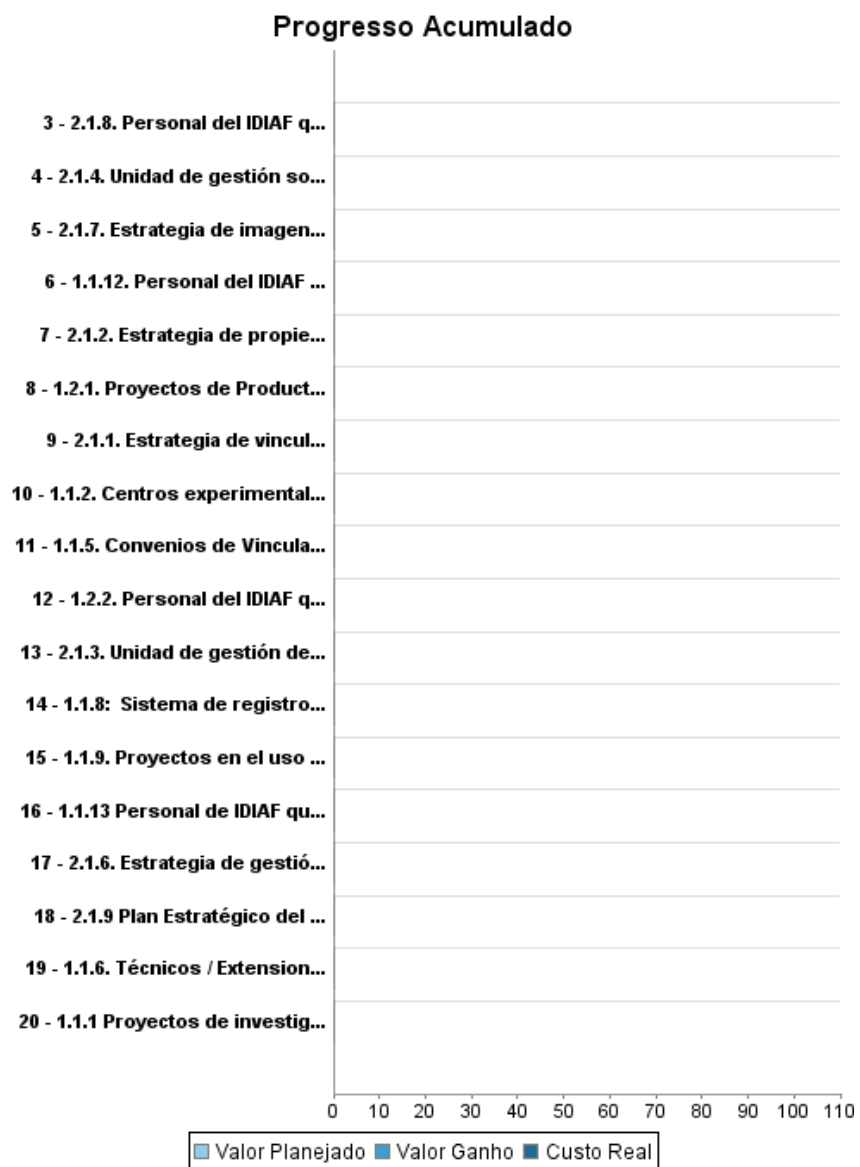 Progresso Acumulado
3 - 2.1.8. Personal del IDIAF q...
4 - 2.1.4. Unidad de gestión so...
5 - 2.1.7. Estrategia de imagen...
6 - 1.1.12. Personal del IDIAF ...
7 - 2.1.2. Estrategia de propie...
8 - 1.2.1. Proyectos de Product...
9 - 2.1.1. Estrategia de vincul...
10 - 1.1.2. Centros experimental...
11 - 1.1.5. Convenios de Vincula...
12 - 1.2.2. Personal del IDIAF q...
13 - 2.1.3. Unidad de gestión de...
14 - 1.1.8:  Sistema de registro...
15 - 1.1.9. Proyectos en el uso ...
16 - 1.1.13 Personal de IDIAF qu...
17 - 2.1.6. Estrategia de gestió...
18 - 2.1.9 Plan Estratégico del ...
19 - 1.1.6. Técnicos / Extension...
20 - 1.1.1 Proyectos de investig...
0 10 20 30 40 50 60 70 80 90 100 110
Valor Planejado Valor Ganho Custo Real